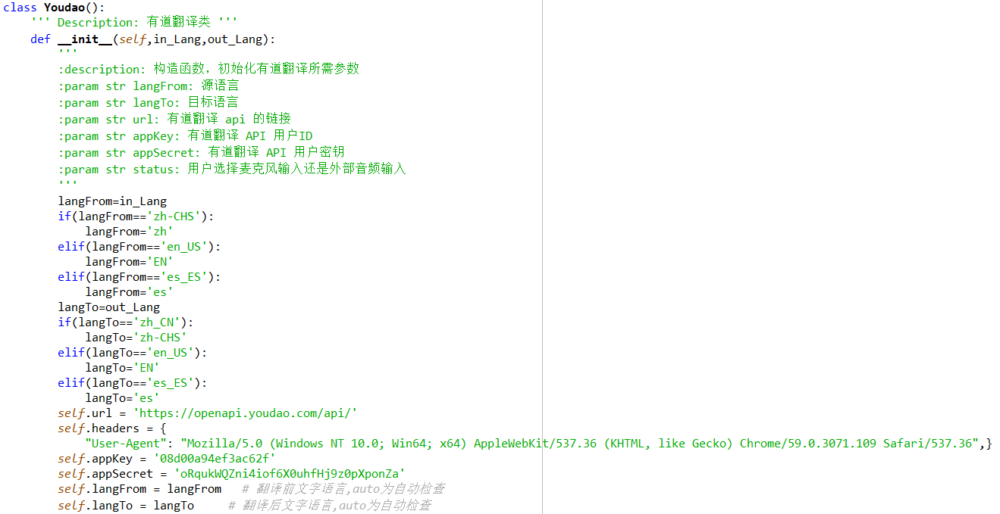 class Youdao():
    ''' Description: 有道翻译类 '''
    def __init__(self,in_Lang,out_Lang):
        '''
        :description: 构造函数，初始化有道翻译所需参数
        :param str langFrom: 源语言
        :param str langTo: 目标语言
        :param str url: 有道翻译 api 的链接
        :param str appKey: 有道翻译 API 用户ID
        :param str appSecret: 有道翻译 API 用户密钥
        :param str status: 用户选择麦克风输入还是外部音频输入
        '''
        langFrom=in_Lang
        if(langFrom=='zh-CHS'):
            langFrom='zh'
        elif(langFrom=='en_US'):
            langFrom='EN'
        elif(langFrom=='es_ES'):
            langFrom='es'
        langTo=out_Lang
        if(langTo=='zh_CN'):
            langTo='zh-CHS'
        elif(langTo=='en_US'):
            langTo='EN'
        elif(langTo=='es_ES'):
            langTo='es'
        self.url = 'https://openapi.youdao.com/api/'
        self.headers = {
            "User-Agent": "Mozilla/5.0 (Windows NT 10.0; Win64; x64) AppleWebKit/537.36 (KHTML, like Gecko) Chrome/59.0.3071.109 Safari/537.36",}
        self.appKey = '08d00a94ef3ac62f'
        self.appSecret = 'oRqukWQZni4iof6X0uhfHj9z0pXponZa'
        self.langFrom = langFrom   # 翻译前文字语言,auto为自动检查
        self.langTo = langTo     # 翻译后文字语言,auto为自动检查